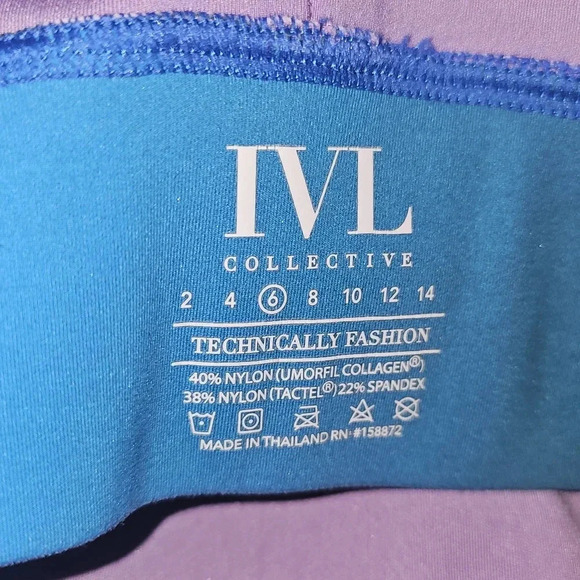 IVL
COLLECTIVE
2 4 6 8 10 12 14
TECHNICALLY FASHION
40% NYLON (UMORFIL COLLAGEN®)
38% NYLON (TACTEL®) 22% SPANDEX
MADE IN THAILAND RN: #158872